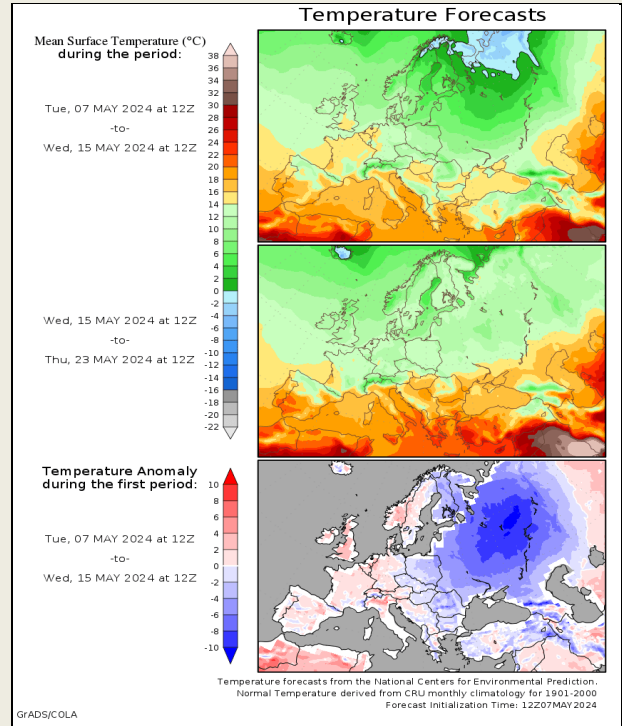 Temperature Forecasts
Mean Surface Temperature (°C)
during the period:
38
36
34
32
30
28
26
24
22
20
18
16
14
12
10
8
6
4
2
0
-2
-4
-6
-8
-10
-12
-14
-16
-18
-20
-22
Tue, 07 MAY 2024 at 12Z
-to-
Wed, 15 MAY 2024 at 12Z
Wed, 15 MAY 2024 at 12Z
-to-
Thu, 23 MAY 2024 at 12Z
Temperature Anomaly
during the first period:
10
8
6
4
2
0
-2
-4
-6
-8
-10
Tue, 07 MAY 2024 at 12Z
-to-
Wed, 15 MAY 2024 at 12Z
Temperature forecasts from the National Centers for Environmental Prediction.
Normal Temperature derived from CRU monthly climatology for 1901-2000
Forecast Initialization Time: 12Z07MAY2024
GrADS/COLA